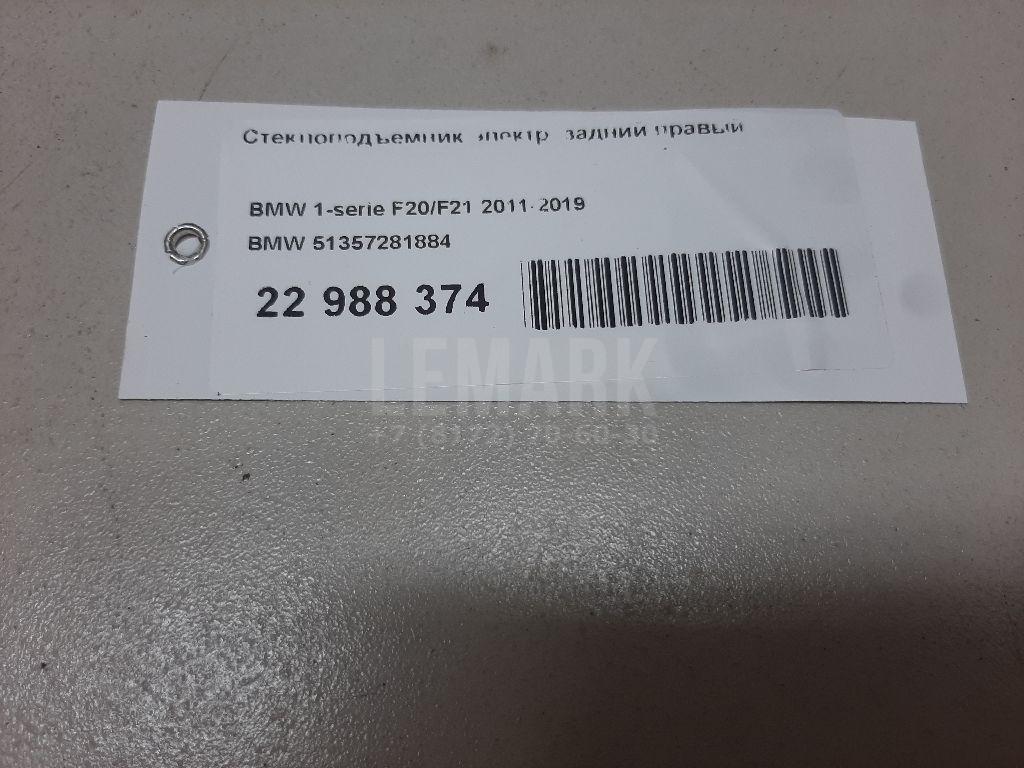 Стеклоподъемник электр. задний правый
BMW 1-serie F20/F21 2011-2019
BMW 51357281884
22 988 374
LEMARK